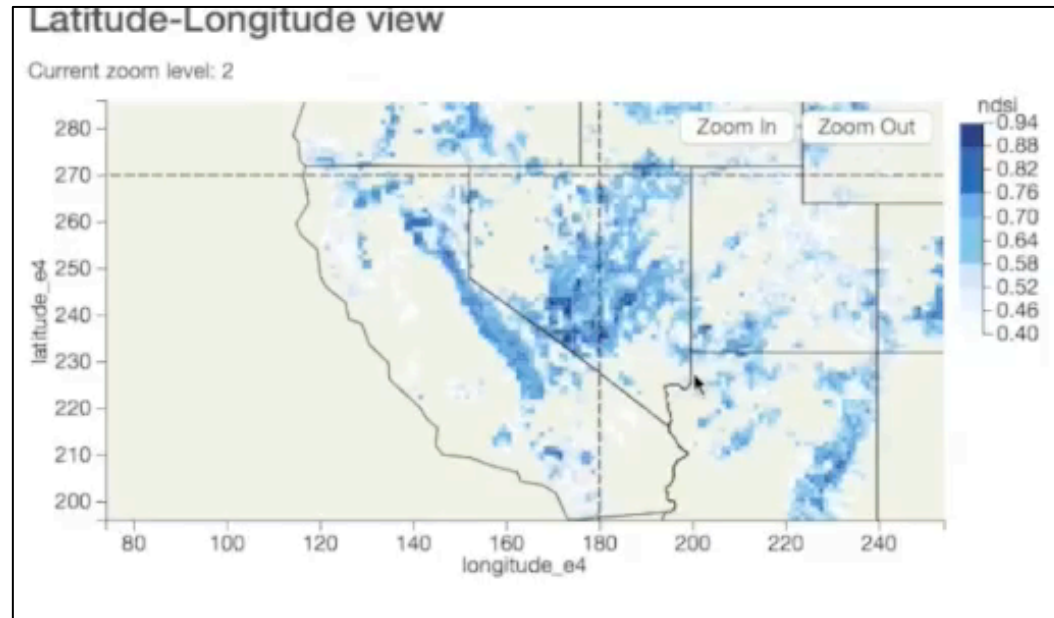 Latitude-Longitude view
Current zoom level: 2
Zoom In
Zoom Out
ndsi
0.94
0.88
0.82
0.76
0.70
0.64
0.58
0.52
0.46
0.40
latitude_e4
280
270
260
250
240
230
220
210
200
80 100 120 140 160 180 200 220 240
longitude_e4